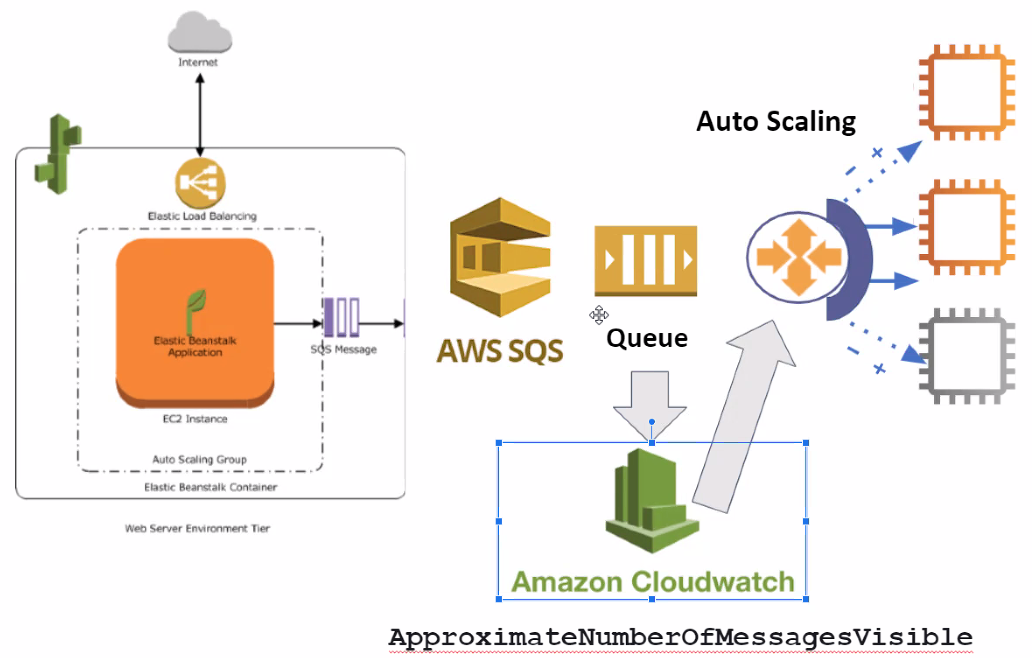 Internet
Elastic Load Balancing
Elastic Beanstalk
Application
EC2 Instance
Auto Scaling Group
Elastic Beanstalk Container
Web Server Environment Tier
SQS Message
AWS SQS
Queue
Auto Scaling
Amazon Cloudwatch
ApproximateNumberOfMessagesVisible